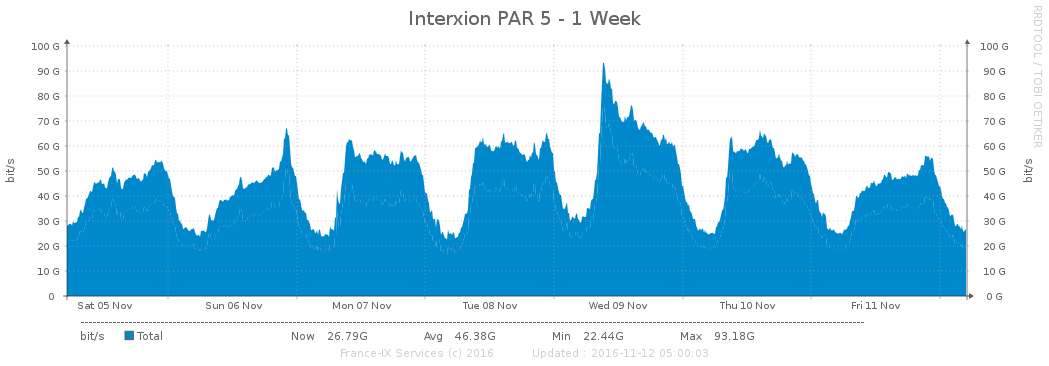 Interxion PAR 5 - 1 Week
RRDTOOL / TOBI OETIKER
100 G 100 G
90 G 90 G
80 G 80 G
70 G 70 G
60 G 60 G
50 G 50 G
40 G 40 G
30 G 30 G
20 G 20 G
10 G 10 G
0 0 G
bit/s
bit/s
Sat 05 Nov Sun 06 Nov Mon 07 Nov Tue 08 Nov Wed 09 Nov Thu 10 Nov Fri 11 Nov
bit/s Total Now 26.79G Avg 46.38G Min 22.44G Max 93.18G
France-IX Services (c) 2016 Updated : 2016-11-12 05:00:03